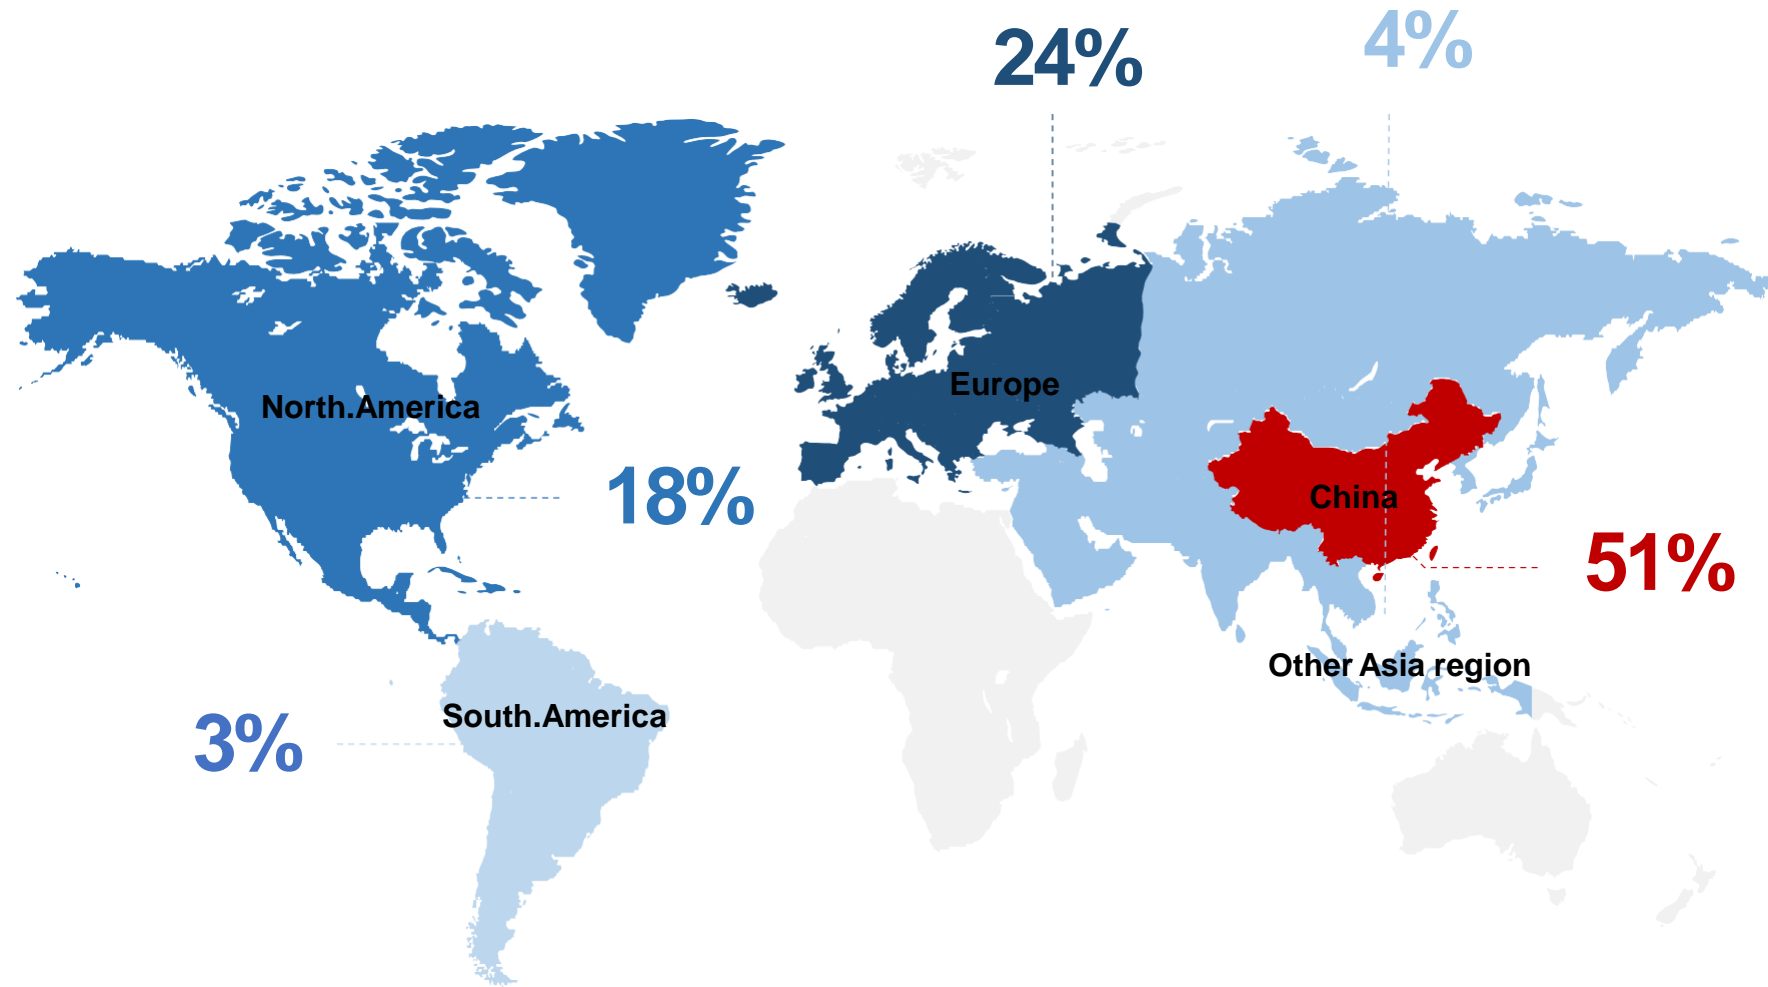 24%
4%
Europe
North.America
18%
China
51%
Other Asia region
South.America
3%